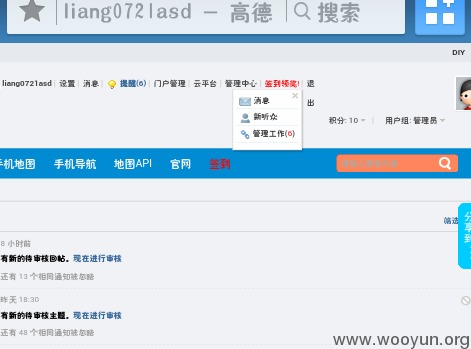 liang0721asd - 高德
搜索
DIY
liang0721asd 设置 消息 提醒(6) 门户管理 云平台 管理中心 签到领奖! 退出
消息
新听众
管理工作(6)
积分: 10 用户组: 管理员
手机地图 手机导航 地图API 官网 签到
筛选
8 小时前
有新的待审核回帖。现在进行审核
还有 13 个相同通知被忽略
昨天 18:30
有新的待审核主题。现在进行审核
还有 48 个相同通知被忽略
分享到
www.wooyun.org